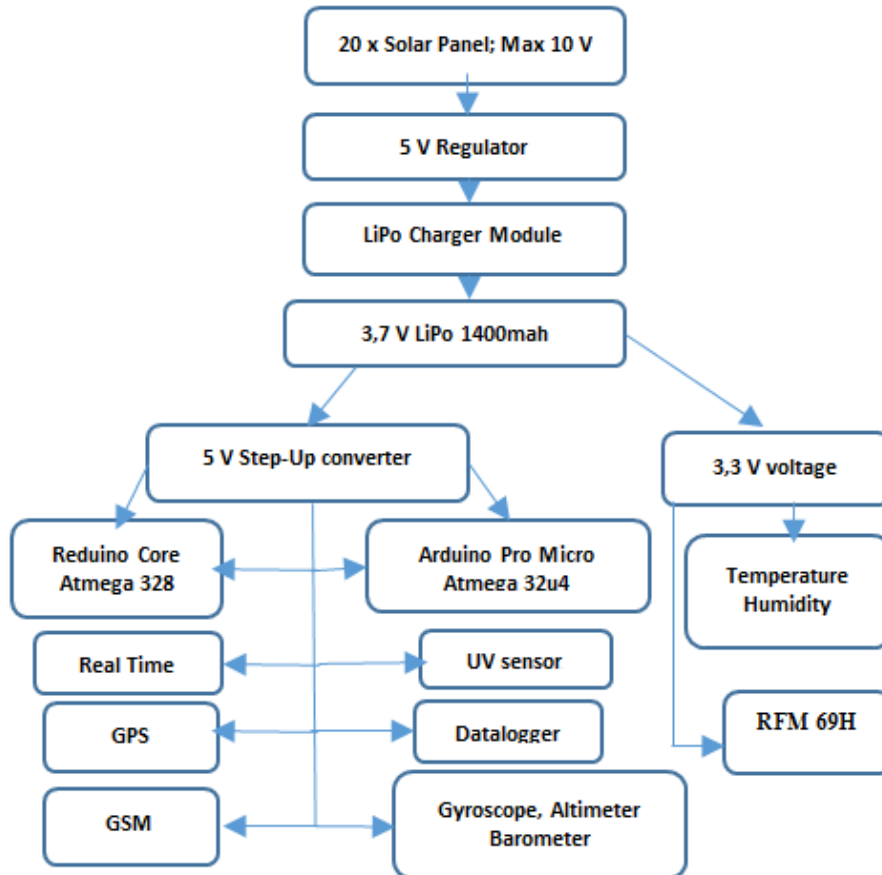 20 x Solar Panel; Max 10 V
5 V Regulator
LiPo Charger Module
3,7 V LiPo 1400mah
5 V Step-Up converter
3,3 V voltage
Reduino Core
Atmega 328
Arduino Pro Micro
Atmega 32u4
Temperature
Humidity
Real Time
UV sensor
GPS
Datalogger
RFM 69H
GSM
Gyroscope, Altimeter
Barometer